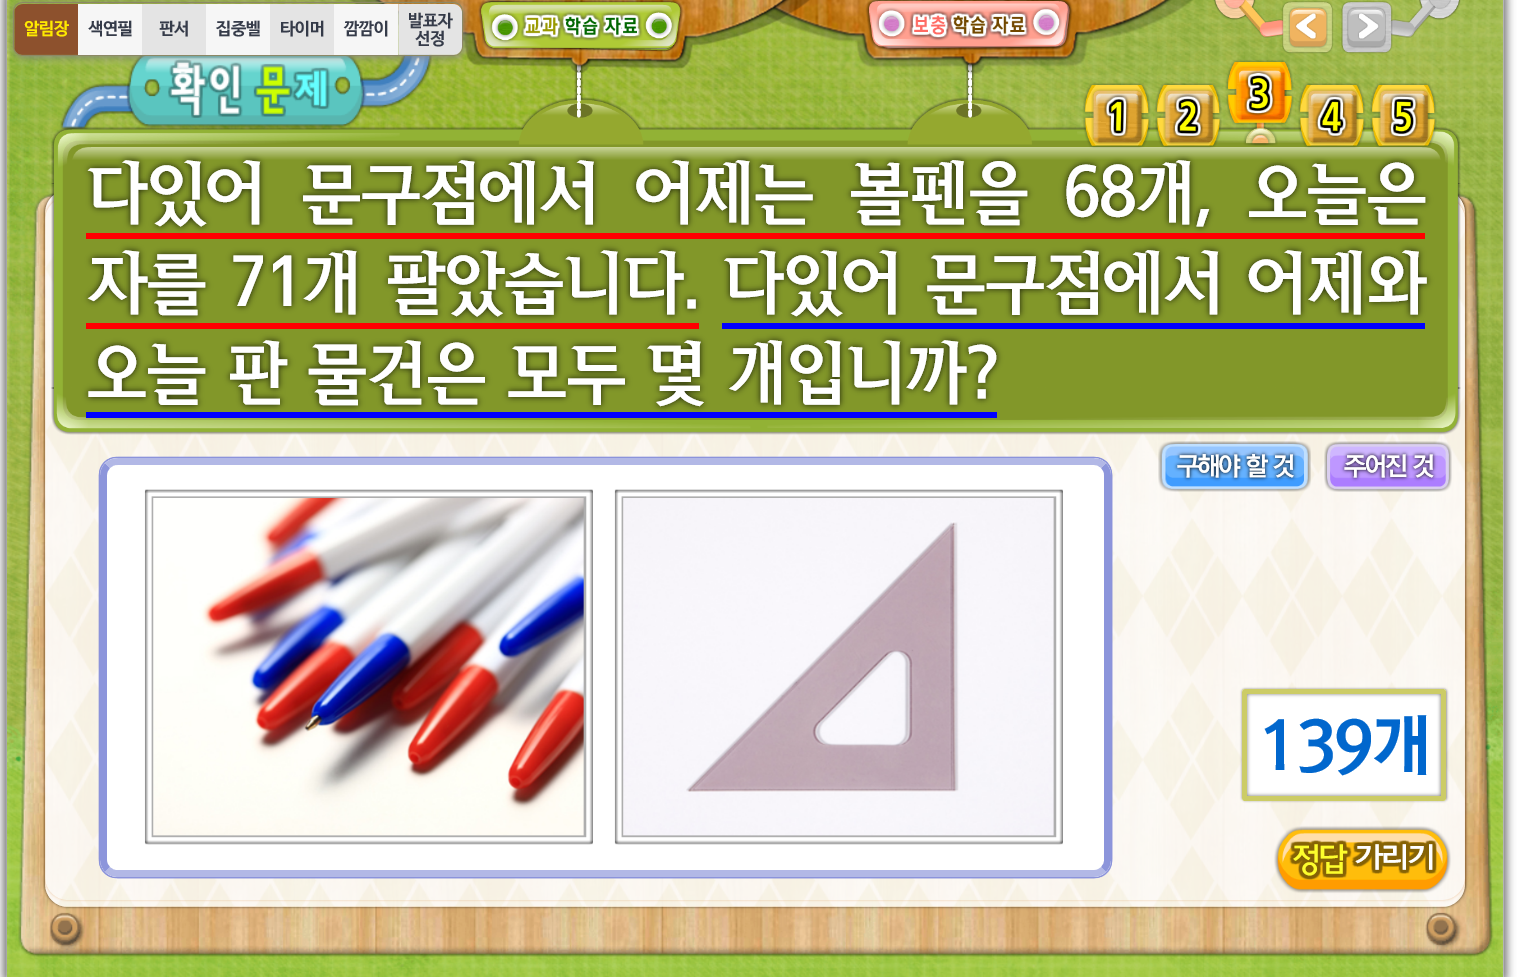 알림장 색연필 판서 집중벨 타이머 깜깜이 발표자 선정
교과 학습 자료
보충 학습 자료
확인 문제
1 2 3 4 5
다있어 문구점에서 어제는 볼펜을 68개, 오늘은
자를 71개 팔았습니다. 다있어 문구점에서 어제와
오늘 판 물건은 모두 몇 개입니까?
구해야 할 것 주어진 것
139개
정답 가리기